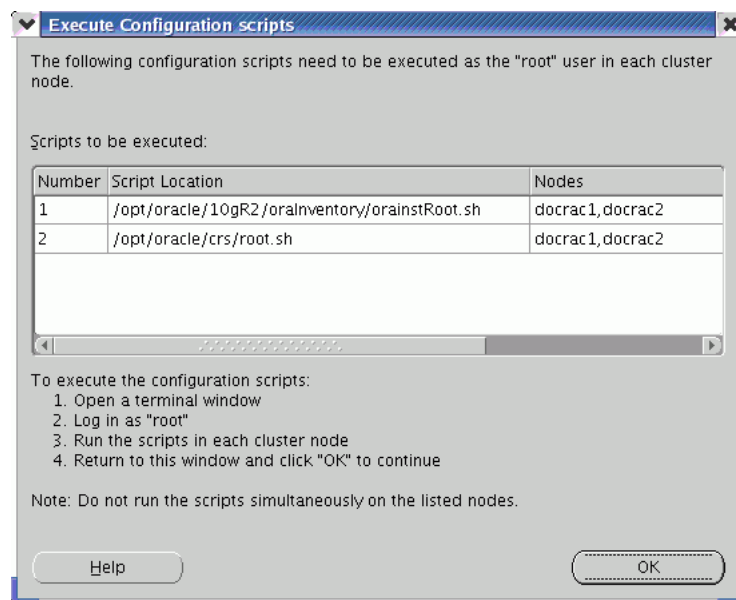 Execute Configuration scripts
The following configuration scripts need to be executed as the "root" user in each cluster
node.
Scripts to be executed:
Number Script Location Nodes
1 /opt/oracle/10gR2/oraInventory/orainstRoot.sh docrac1,docrac2
2 /opt/oracle/crs/root.sh docrac1,docrac2
To execute the configuration scripts:
1. Open a terminal window
2. Log in as "root"
3. Run the scripts in each cluster node
4. Return to this window and click "OK" to continue
Note: Do not run the scripts simultaneously on the listed nodes.
Help OK